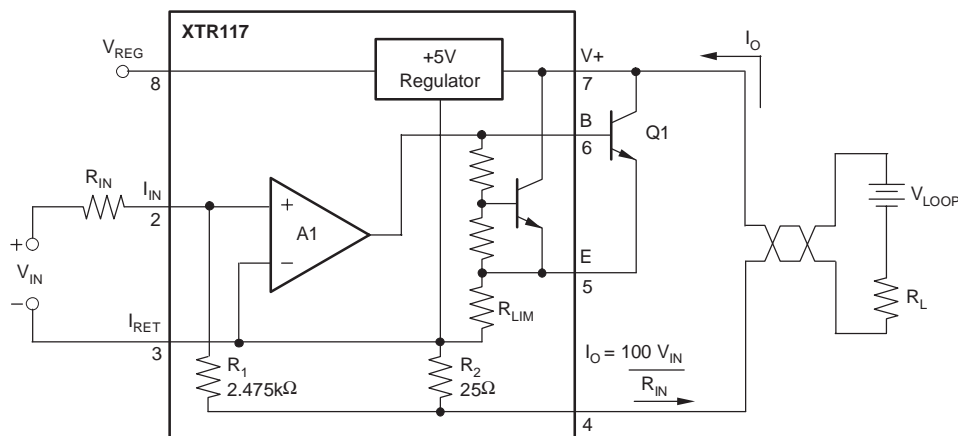 XTR117
I_O
V_REG
8
+5V
Regulator
V+
7
B
6
Q1
R_IN
I_IN
2
+
A1
−
V_LOOP
+
V_IN
−
E
5
R_L
R_LIM
I_RET
3
R_1
2.475kΩ
R_2
25Ω
I_O = 100 V_IN
R_IN
4